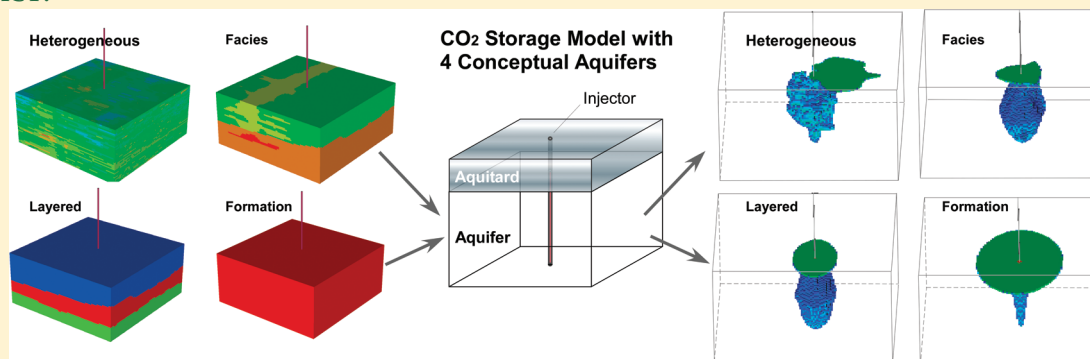 Heterogeneous
Facies
CO₂ Storage Model with
4 Conceptual Aquifers
Heterogeneous
Facies
Injector
Aquitard
Layered
Formation
Aquifer
Layered
Formation